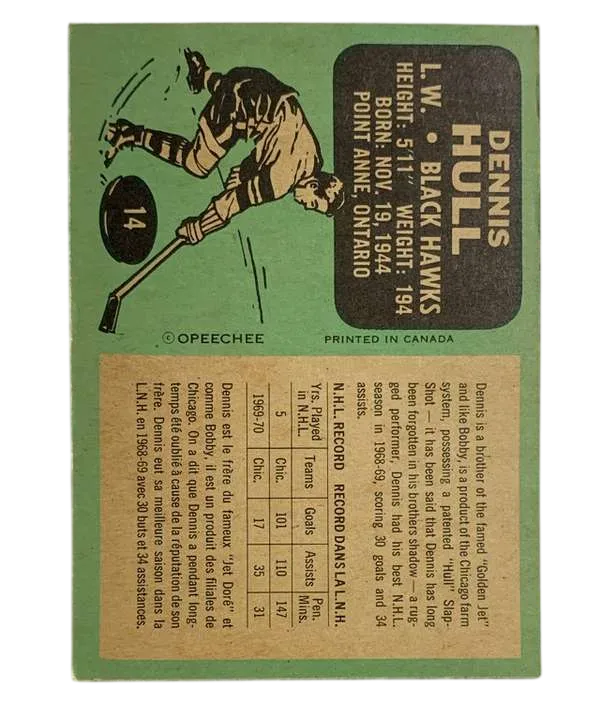 DENNIS
HULL
L. W. • BLACK HAWKS
HEIGHT: 5'11" WEIGHT: 194
BORN: NOV. 19, 1944
POINT ANNE, ONTARIO
14
© OPEECHEE
PRINTED IN CANADA
Dennis is a brother of the famed "Golden Jet"
and like Bobby, is a product of the Chicago farm
system, possessing a patented "Hull" Slap-
Shot — it has been said that Dennis has long
been forgotten in his brother's shadow — a rug-
ged performer, Dennis had his best N.H.L.
season in 1968-69, scoring 30 goals and 34
assists.
N.H.L. RECORD RECORD DANS LA L.N.H.
Yrs. Played in N.H.L. Teams Goals Assists Pen. Mins.
5 Chic. 101 110 147
1969-70 Chic. 17 35 31
Dennis est le frère du fameux "Jet Doré" et
comme Bobby, il est un produit des filiales de
Chicago. On a dit que Dennis a pendant long-
temps été oublié à cause de la réputation de son
frère. Dennis eut sa meilleure saison dans la
L.N.H. en 1968-69 avec 30 buts et 34 assistances.